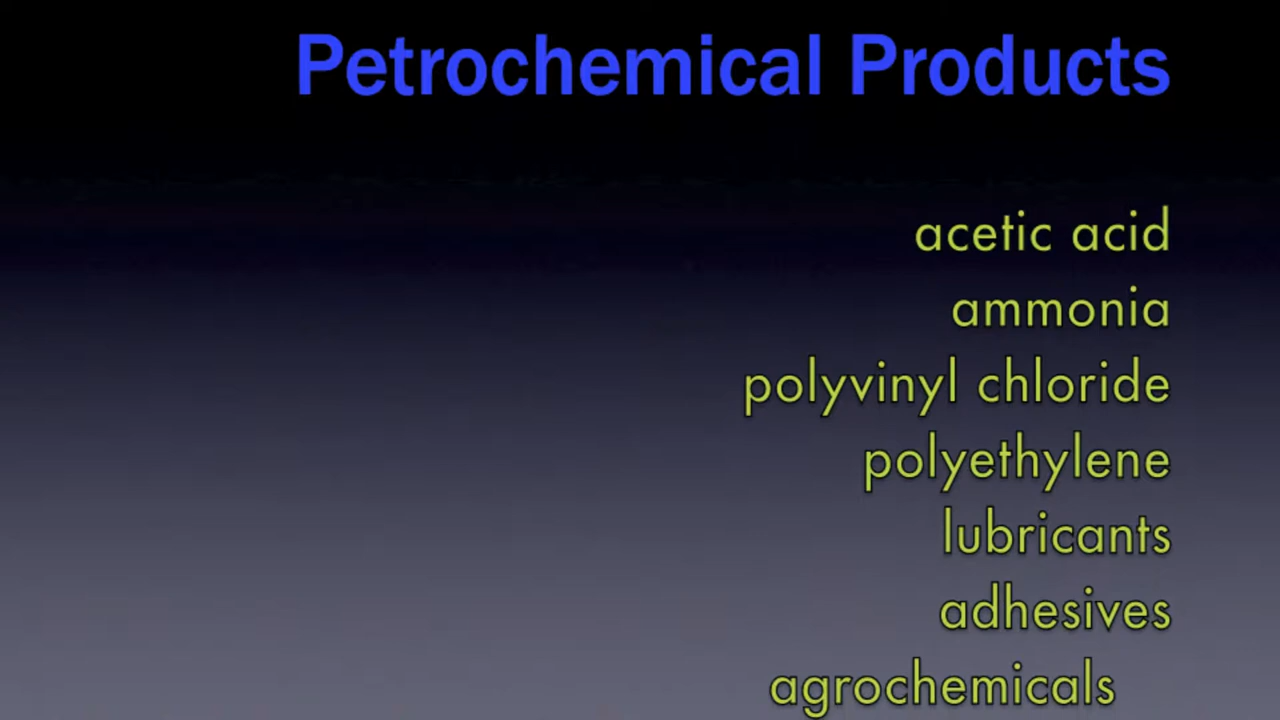 Petrochemical Products
acetic acid
ammonia
polyvinyl chloride
polyethylene
lubricants
adhesives
agrochemicals